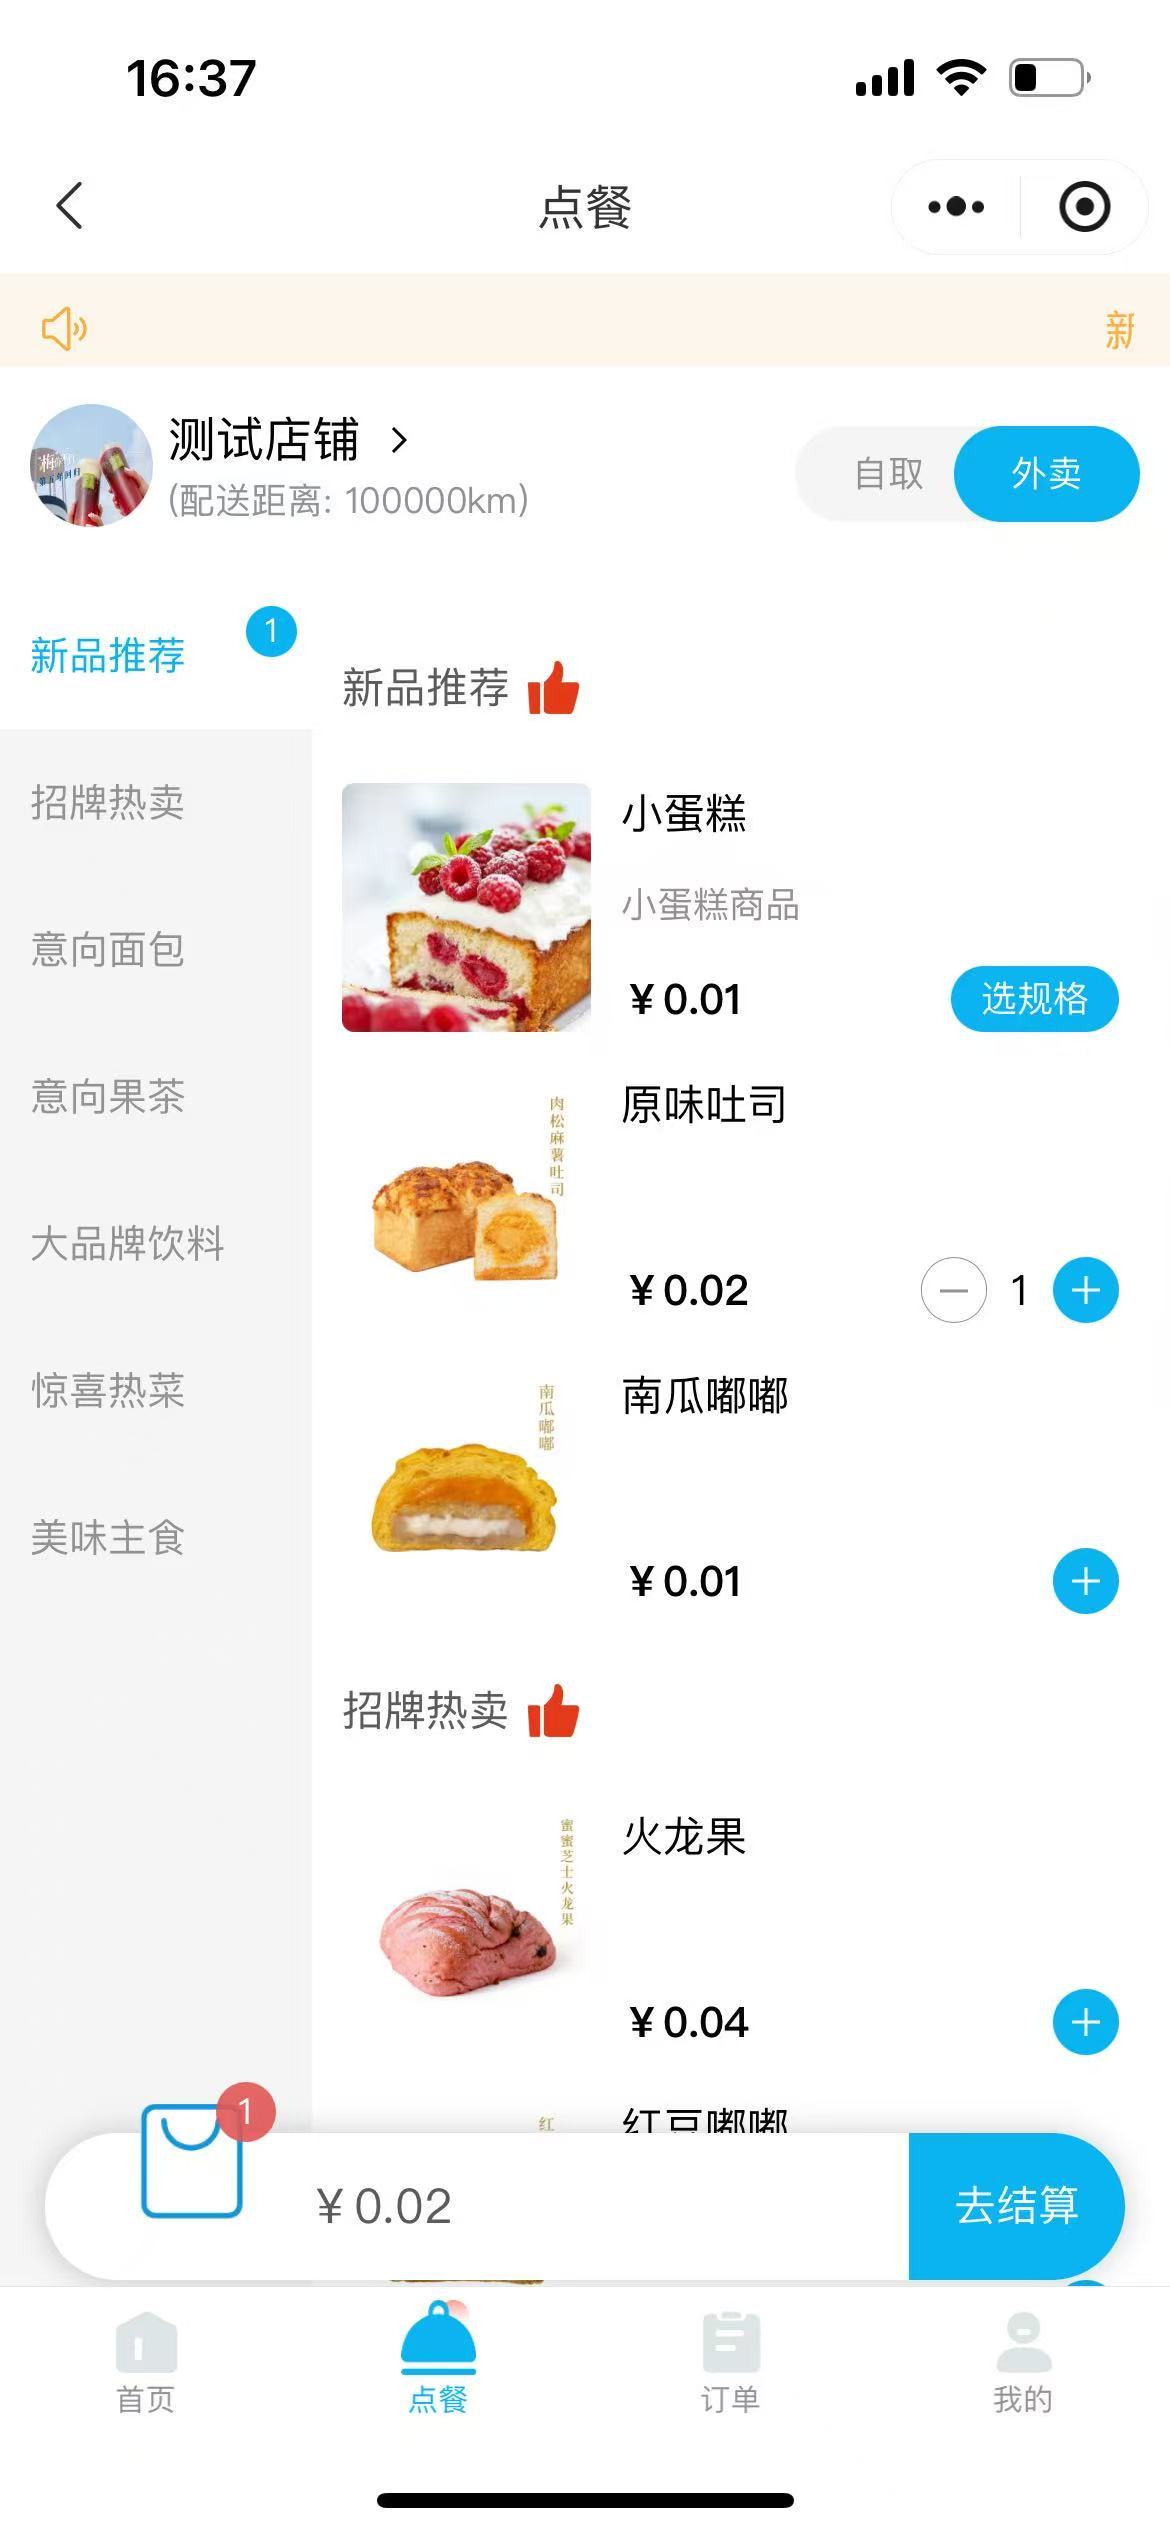 16:37
点餐
新
测试店铺 >
(配送距离: 100000km)
自取
外卖
新品推荐
1
招牌热卖
意向面包
意向果茶
大品牌饮料
惊喜热菜
美味主食
新品推荐
小蛋糕
小蛋糕商品
¥ 0.01
选规格
肉松麻薯吐司
原味吐司
¥ 0.02
1
南瓜嘟嘟
南瓜嘟嘟
¥ 0.01
招牌热卖
蜜蜜芝士火龙果
火龙果
¥ 0.04
红
红豆嘟嘟
1
¥ 0.02
去结算
首页
点餐
订单
我的